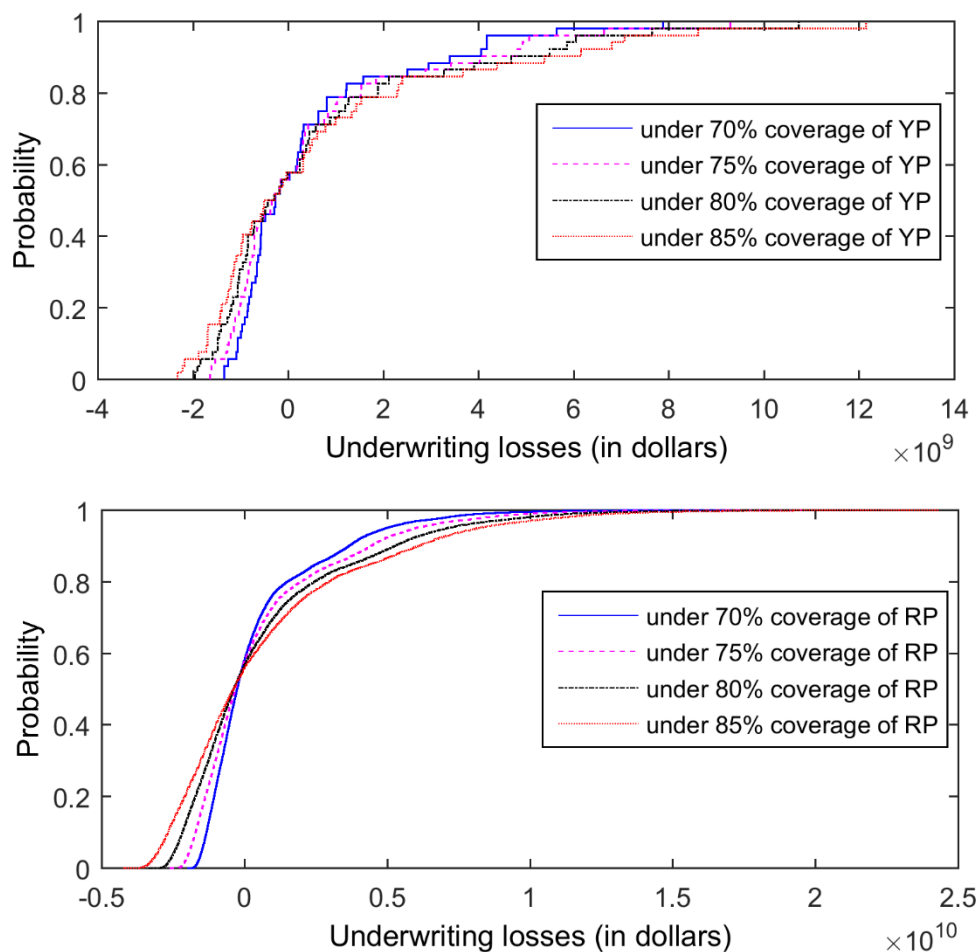 1
0.8
0.6
0.4
0.2
0
Probability
-4 -2 0 2 4 6 8 10 12 14
Underwriting losses (in dollars)
×10^9
under 70% coverage of YP
under 75% coverage of YP
under 80% coverage of YP
under 85% coverage of YP
1
0.8
0.6
0.4
0.2
0
Probability
-0.5 0 0.5 1 1.5 2 2.5
Underwriting losses (in dollars)
×10^10
under 70% coverage of RP
under 75% coverage of RP
under 80% coverage of RP
under 85% coverage of RP